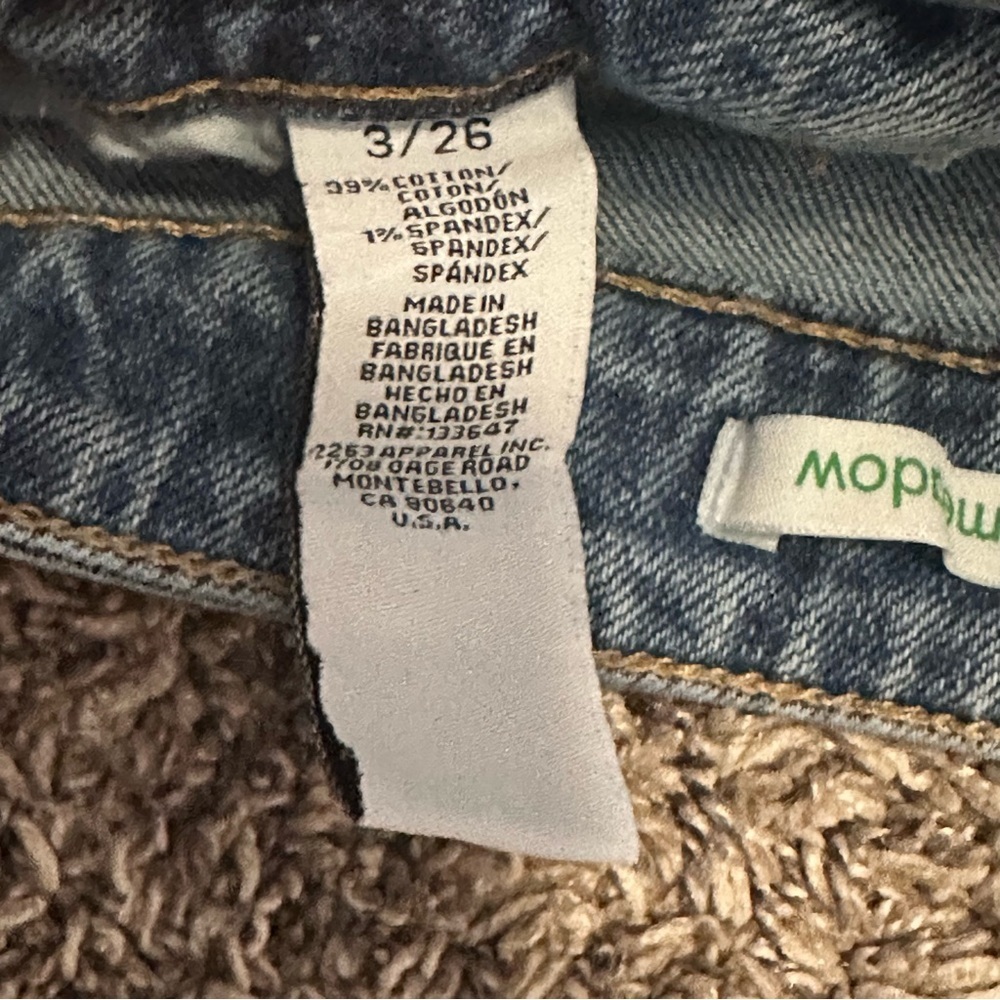 3/26
99% COTTON/
COTON/
ALGODÓN
1% SPANDEX/
SPANDEX/
SPÁNDEX
MADE IN
BANGLADESH
FABRIQUÉ EN
BANGLADESH
HECHO EN
BANGLADESH
RN#:133647
2253 APPAREL INC.
1708 GAGE ROAD
MONTEBELLO,
CA 90640
U.S.A.